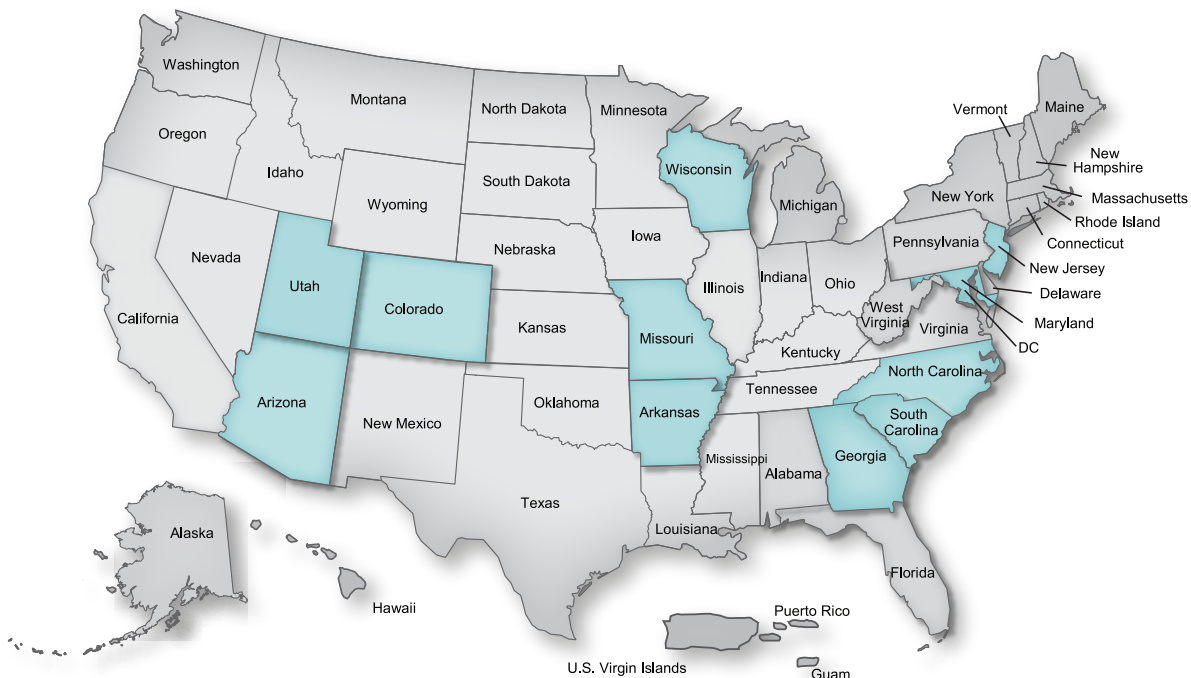 Washington
Montana
North Dakota
Minnesota
Vermont
Maine
Oregon
Idaho
Wisconsin
New
Hampshire
South Dakota
Wyoming
Michigan
New York
Massachusetts
Rhode Island
Connecticut
Iowa
Nebraska
Pennsylvania
Nevada
New Jersey
Utah
Illinois
Indiana
Ohio
Delaware
Colorado
West
Virginia
California
Kansas
Missouri
Virginia
Maryland
DC
Kentucky
North Carolina
Tennessee
Arizona
Oklahoma
Arkansas
New Mexico
South
Carolina
Mississippi
Georgia
Alabama
Texas
Louisiana
Alaska
Florida
Hawaii
Puerto Rico
U.S. Virgin Islands
Guam